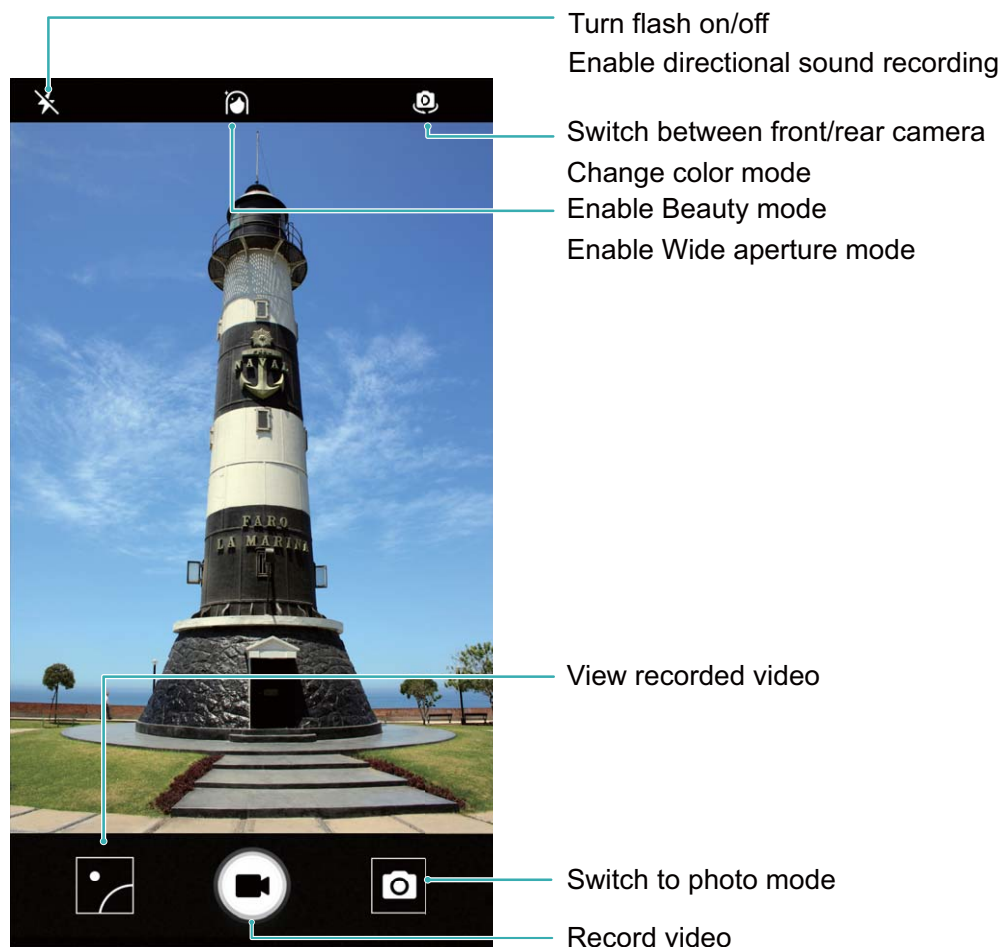 Turn flash on/off
Enable directional sound recording
Switch between front/rear camera
Change color mode
Enable Beauty mode
Enable Wide aperture mode
NAVAL
FARO
LA MARINA
View recorded video
Switch to photo mode
Record video